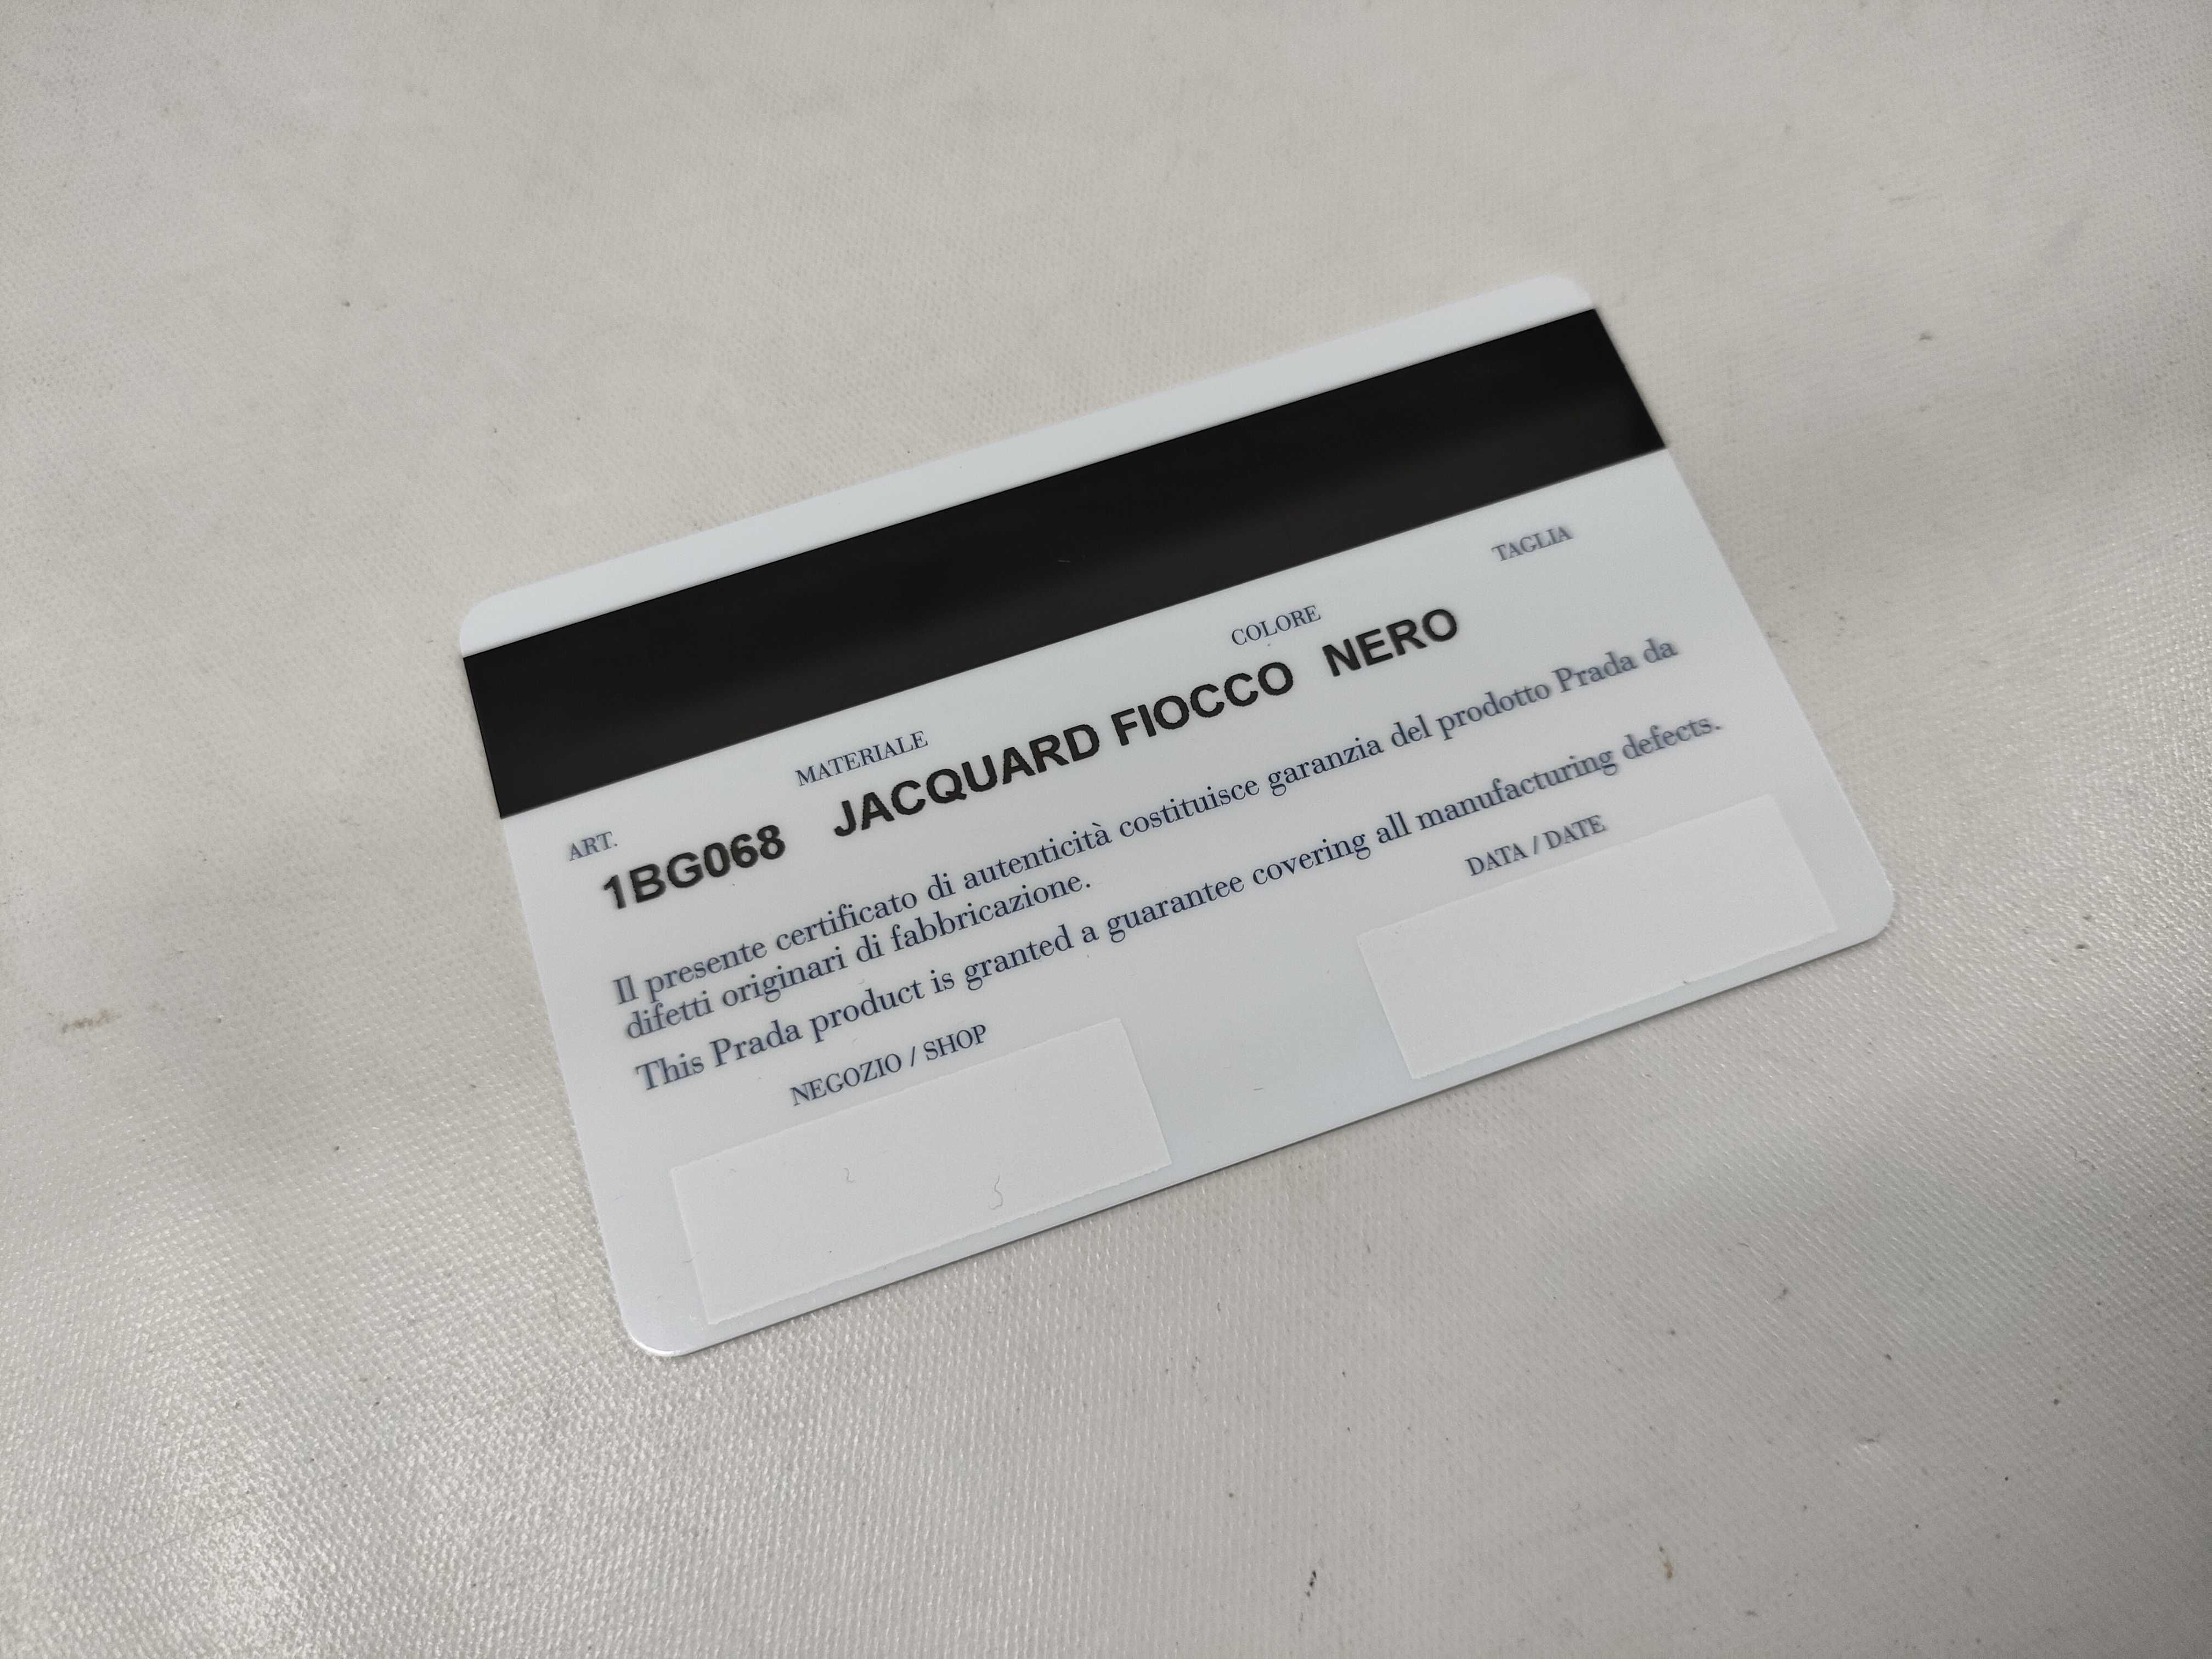 ART. MATERIALE COLORE TAGLIA
1BG068 JACQUARD FIOCCO NERO
Il presente certificato di autenticità costituisce garanzia del prodotto Prada da
difetti originari di fabbricazione.
This Prada product is granted a guarantee covering all manufacturing defects.
NEGOZIO / SHOP DATA / DATE